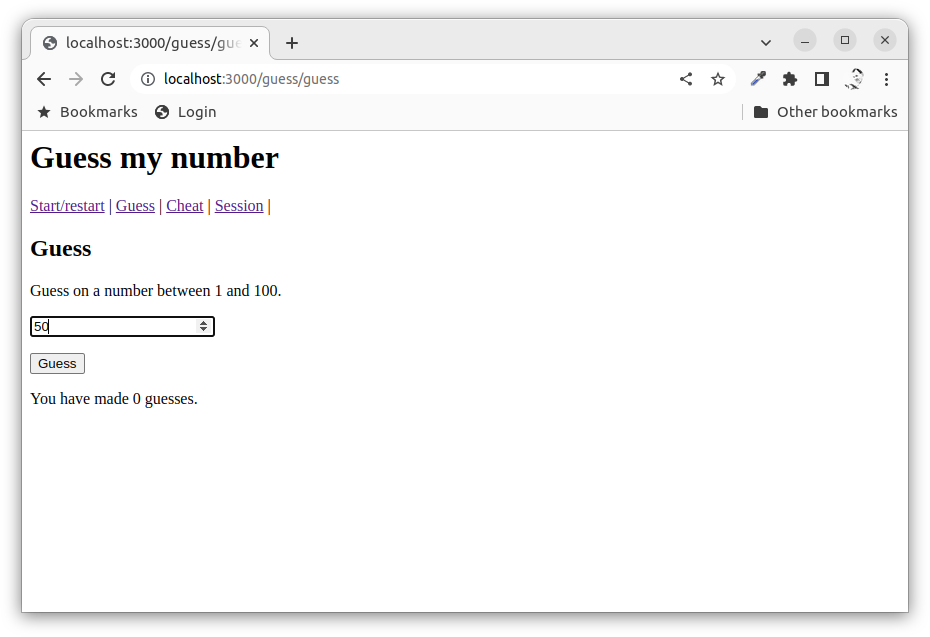 localhost:3000/guess/gue
localhost:3000/guess/guess
Bookmarks Login Other bookmarks
Guess my number
Start/restart | Guess | Cheat | Session |
Guess
Guess on a number between 1 and 100.
50
Guess
You have made 0 guesses.